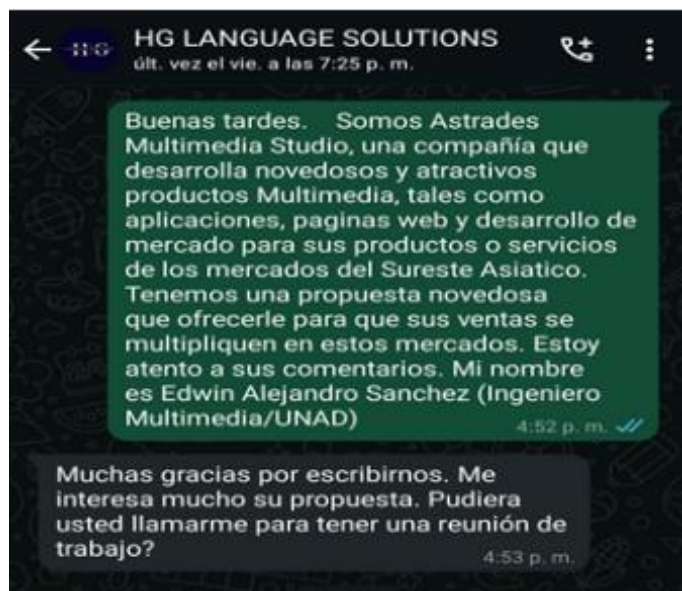 HG LANGUAGE SOLUTIONS
HG
últ. vez el vie. a las 7:25 p. m.
Buenas tardes. Somos Astrades
Multimedia Studio, una compañía que
desarrolla novedosos y atractivos
productos Multimedia, tales como
aplicaciones, paginas web y desarrollo de
mercado para sus productos o servicios
de los mercados del Sureste Asiatico.
Tenemos una propuesta novedosa
que ofrecerle para que sus ventas se
multipliquen en estos mercados. Estoy
atento a sus comentarios. Mi nombre
es Edwin Alejandro Sanchez (Ingeniero
Multimedia/UNAD)
4:52 p. m.
Muchas gracias por escribirnos. Me
interesa mucho su propuesta. Pudiera
usted llamarme para tener una reunión de
trabajo?
4:53 p. m.